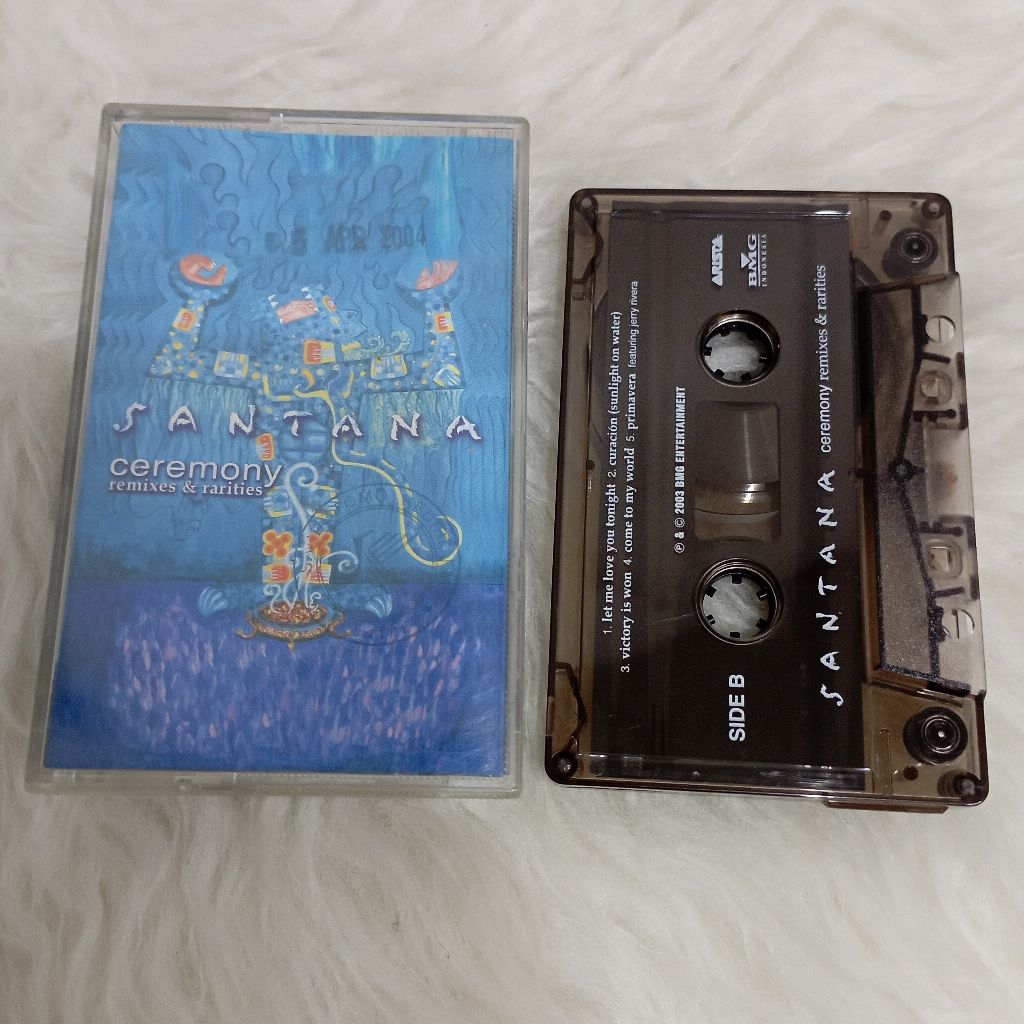 5 APR 2004
SANTANA
ceremony
remixes & rarities
1. let me love you tonight 2. curación (sunlight on water)
3. victory is won 4. come to my world 5. primavera featuring jerry rivera
℗ & © 2003 BMG ENTERTAINMENT
SIDE B
ARISTA
BMG
INDONESIA
SANTANA ceremony remixes & rarities